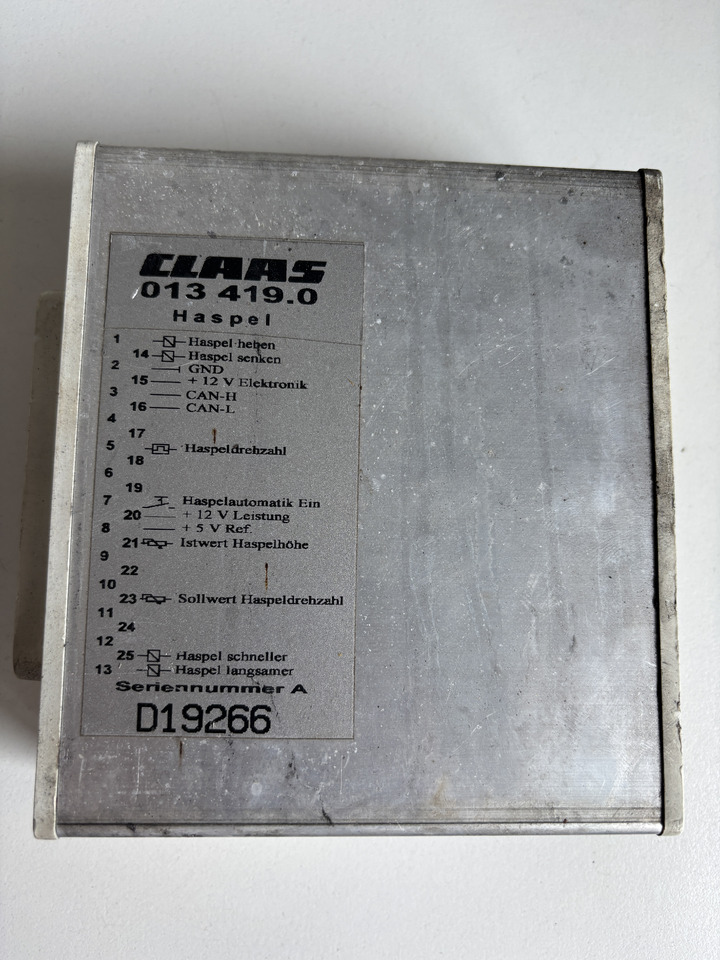 CLAAS
013 419.0
Haspel
1 Haspel heben
14 Haspel senken
2 GND
15 + 12 V Elektronik
3 CAN-H
16 CAN-L
4
17
5 Haspeldrehzahl
18
6
19
7 Haspelautomatik Ein
20 + 12 V Leistung
8 + 5 V Ref.
21 Istwert Haspelhöhe
9
22
10
23 Sollwert Haspeldrehzahl
11
24
12
25 Haspel schneller
13 Haspel langsamer
Seriennummer A
D19266